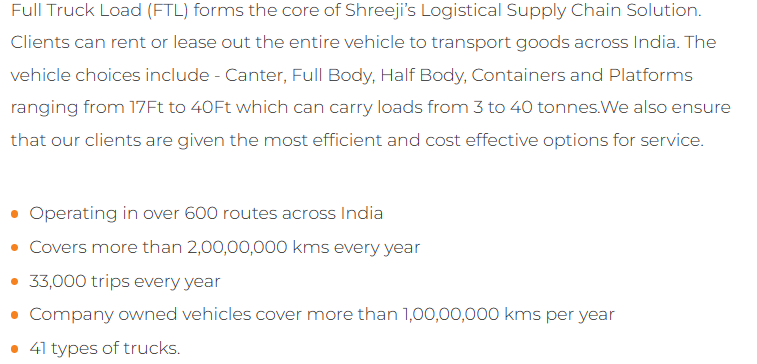 Full Truck Load (FTL) forms the core of Shreeji's Logistical Supply Chain Solution.
Clients can rent or lease out the entire vehicle to transport goods across India. The
vehicle choices include - Canter, Full Body, Half Body, Containers and Platforms
ranging from 17Ft to 40Ft which can carry loads from 3 to 40 tonnes.We also ensure
that our clients are given the most efficient and cost effective options for service.
Operating in over 600 routes across India
Covers more than 2,00,00,000 kms every year
33,000 trips every year
Company owned vehicles cover more than 1,00,00,000 kms per year
41 types of trucks.